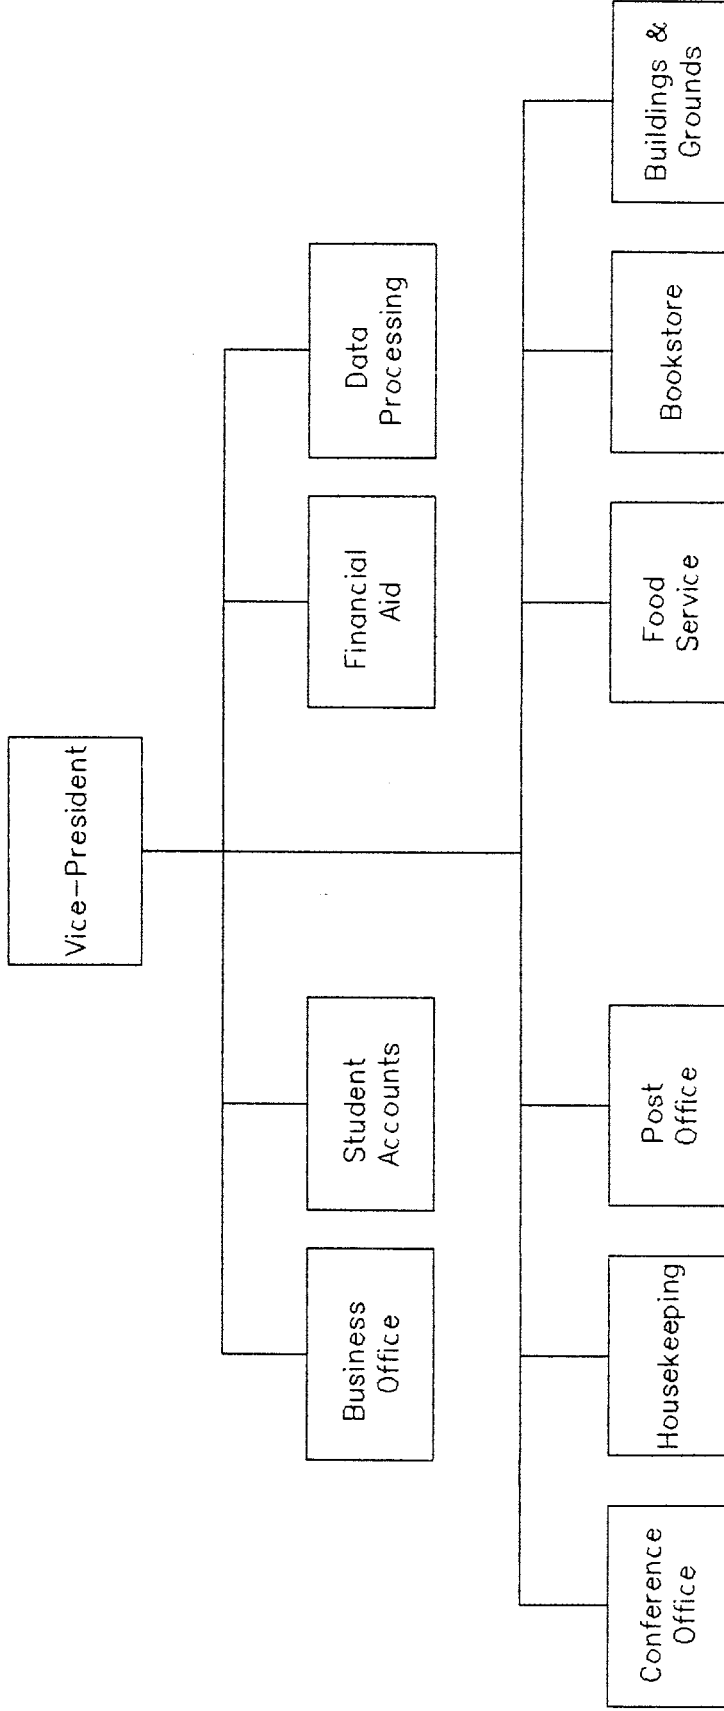 Vice-President
Business
Office
Student
Accounts
Financial
Aid
Data
Processing
Conference
Office
Housekeeping
Post
Office
Food
Service
Bookstore
Buildings &
Grounds